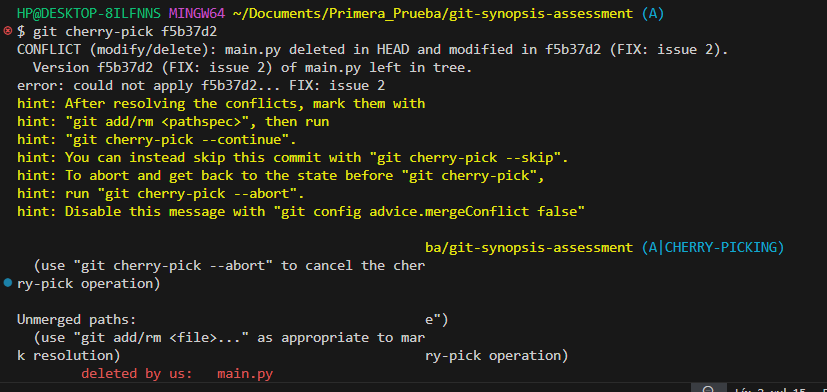 HP@DESKTOP-8ILFNNS MINGW64 ~/Documents/Primera_Prueba/git-synopsis-assessment (A)
$ git cherry-pick f5b37d2
CONFLICT (modify/delete): main.py deleted in HEAD and modified in f5b37d2 (FIX: issue 2).
  Version f5b37d2 (FIX: issue 2) of main.py left in tree.
error: could not apply f5b37d2... FIX: issue 2
hint: After resolving the conflicts, mark them with
hint: "git add/rm <pathspec>", then run
hint: "git cherry-pick --continue".
hint: You can instead skip this commit with "git cherry-pick --skip".
hint: To abort and get back to the state before "git cherry-pick",
hint: run "git cherry-pick --abort".
hint: Disable this message with "git config advice.mergeConflict false"
ba/git-synopsis-assessment (A|CHERRY-PICKING)
  (use "git cherry-pick --abort" to cancel the cher
ry-pick operation)
Unmerged paths: e")
  (use "git add/rm <file>..." as appropriate to mar
k resolution) ry-pick operation)
        deleted by us:   main.py